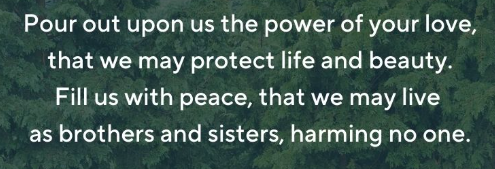 Pour out upon us the power of your love,
that we may protect life and beauty.
Fill us with peace, that we may live
as brothers and sisters, harming no one.